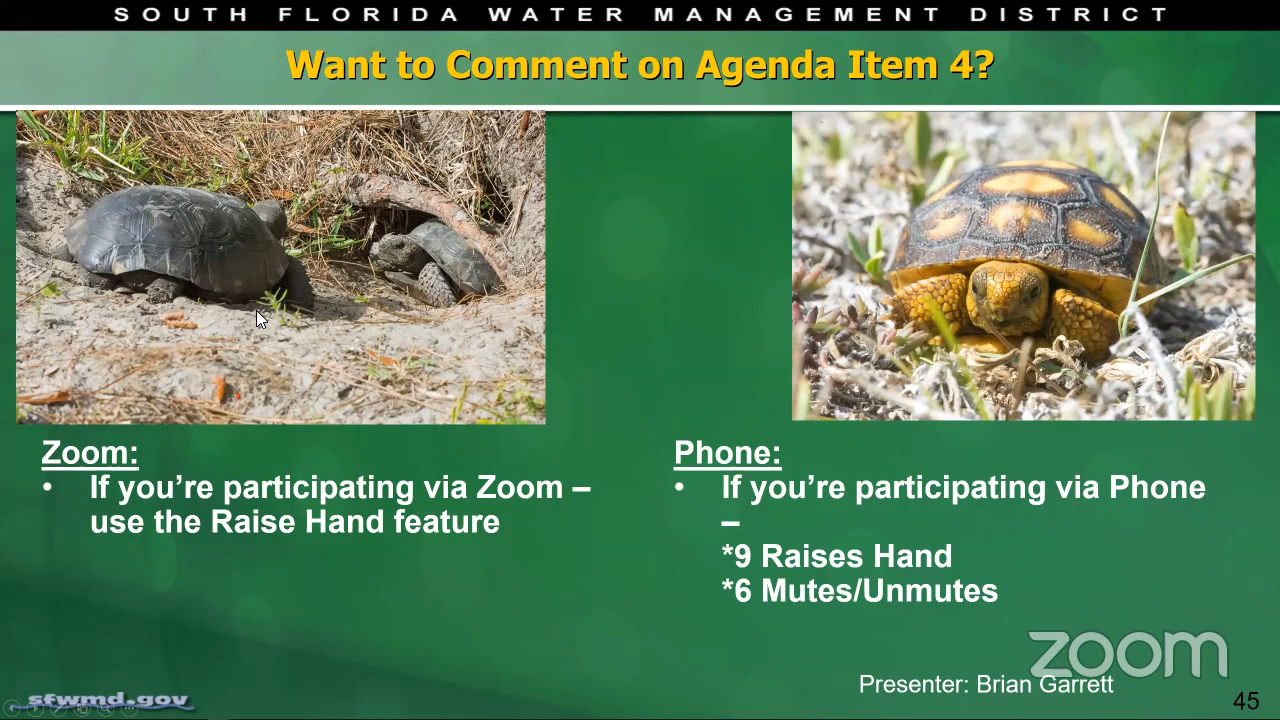 SOUTH FLORIDA WATER MANAGEMENT DISTRICT
Want to Comment on Agenda Item 4?
Zoom:
• If you’re participating via Zoom –
use the Raise Hand feature
Phone:
• If you’re participating via Phone
–
*9 Raises Hand
*6 Mutes/Unmutes
zoom
Presenter: Brian Garrett
sfwmd.gov
45